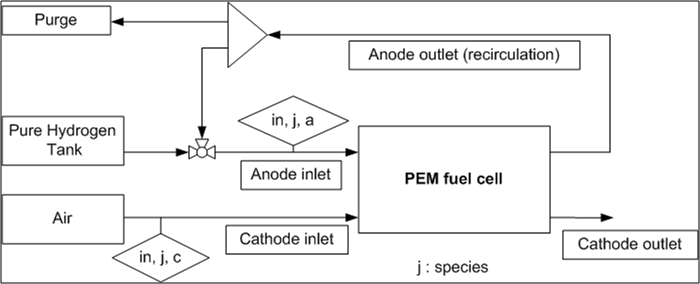 Purge
Anode outlet (recirculation)
in, j, a
Pure Hydrogen
Tank
Anode inlet
PEM fuel cell
Air
Cathode inlet
Cathode outlet
in, j, c
j : species